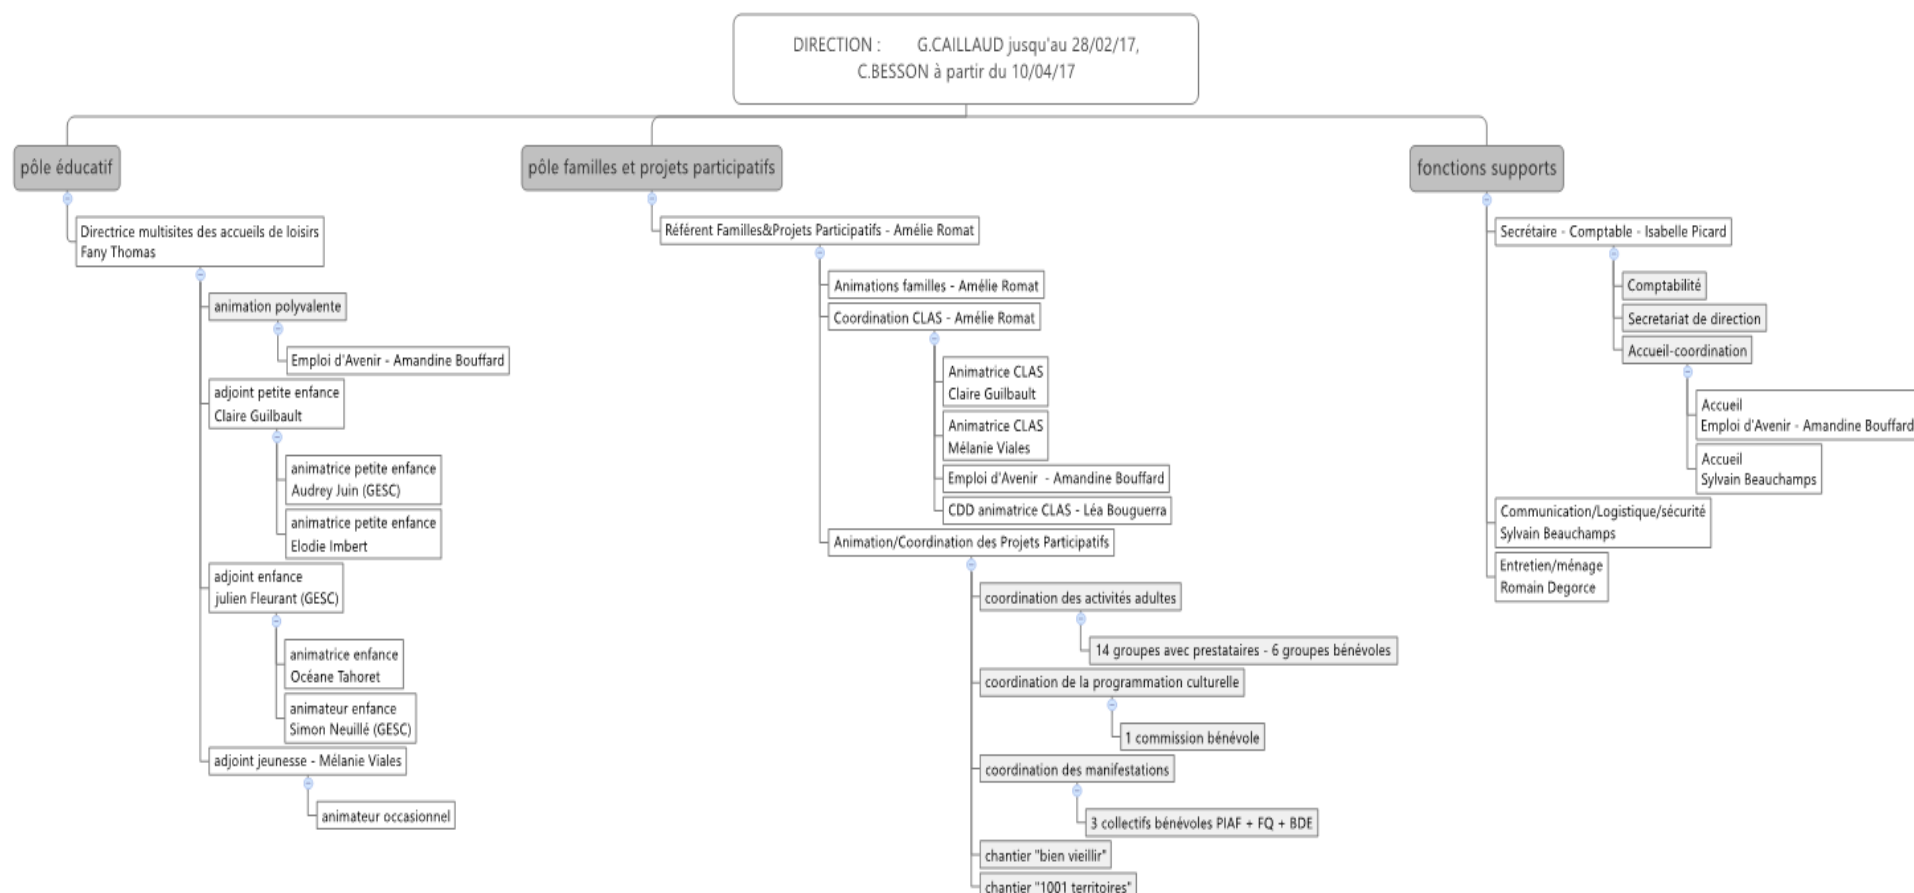 DIRECTION : G.CAILLAUD jusqu'au 28/02/17,
C.BESSON à partir du 10/04/17
pôle éducatif
Directrice multisites des accueils de loisirs
Fany Thomas
animation polyvalente
Emploi d'Avenir - Amandine Bouffard
adjoint petite enfance
Claire Guilbault
animatrice petite enfance
Audrey Juin (GESC)
animatrice petite enfance
Elodie Imbert
adjoint enfance
julien Fleurant (GESC)
animatrice enfance
Océane Tahoret
animateur enfance
Simon Neuillé (GESC)
adjoint jeunesse - Mélanie Viales
animateur occasionnel
pôle familles et projets participatifs
Référent Familles&Projets Participatifs - Amélie Romat
Animations familles - Amélie Romat
Coordination CLAS - Amélie Romat
Animatrice CLAS
Claire Guilbault
Animatrice CLAS
Mélanie Viales
Emploi d'Avenir - Amandine Bouffard
CDD animatrice CLAS - Léa Bouguerra
Animation/Coordination des Projets Participatifs
coordination des activités adultes
14 groupes avec prestataires - 6 groupes bénévoles
coordination de la programmation culturelle
1 commission bénévole
coordination des manifestations
3 collectifs bénévoles PIAF + FQ + BDE
chantier "bien vieillir"
chantier "1001 territoires"
fonctions supports
Secrétaire - Comptable - Isabelle Picard
Comptabilité
Secretariat de direction
Accueil-coordination
Accueil
Emploi d'Avenir - Amandine Bouffard
Accueil
Sylvain Beauchamps
Communication/Logistique/sécurité
Sylvain Beauchamps
Entretien/ménage
Romain Degorce